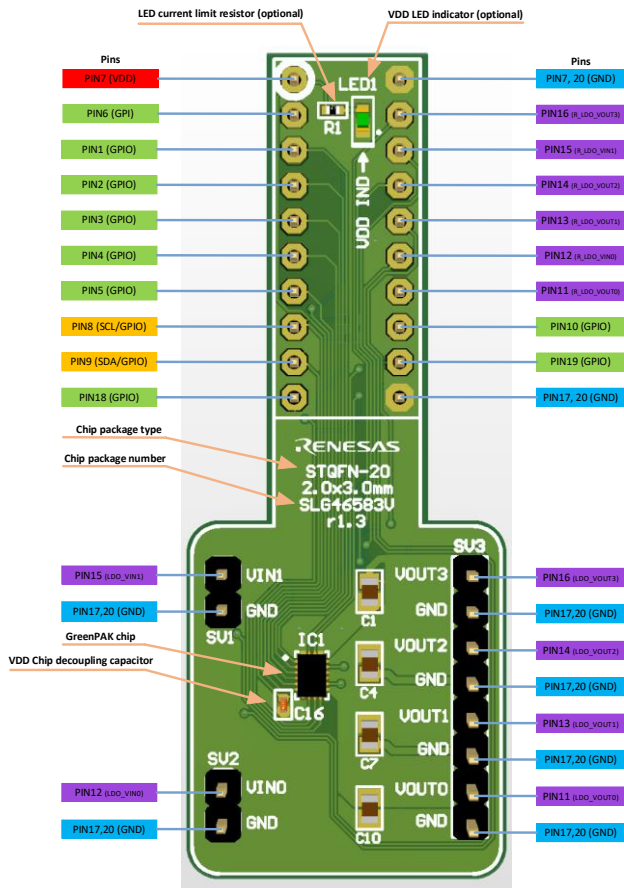 LED current limit resistor (optional)
VDD LED indicator (optional)
Pins
Pins
PIN7 (VDD)
PIN7, 20 (GND)
PIN6 (GPI)
PIN16 (R_LDO_VOUT3)
PIN1 (GPIO)
PIN15 (R_LDO_VIN1)
PIN2 (GPIO)
PIN14 (R_LDO_VOUT2)
PIN3 (GPIO)
PIN13 (R_LDO_VOUT1)
PIN4 (GPIO)
PIN12 (R_LDO_VIN0)
PIN5 (GPIO)
PIN11 (R_LDO_VOUT0)
PIN8 (SCL/GPIO)
PIN10 (GPIO)
PIN9 (SDA/GPIO)
PIN19 (GPIO)
PIN18 (GPIO)
PIN17, 20 (GND)
LED1
R1
VDD IND
Chip package type
Chip package number
RENESAS
STQFN-20
2.0x3.0mm
SLG46583V
r1.3
SV3
PIN15 (LDO_VIN1)
VIN1
VOUT3
PIN16 (LDO_VOUT3)
PIN17,20 (GND)
GND
C1
GND
PIN17,20 (GND)
SV1
GreenPAK chip
IC1
VOUT2
PIN14 (LDO_VOUT2)
VDD Chip decoupling capacitor
C4
GND
PIN17,20 (GND)
C16
VOUT1
PIN13 (LDO_VOUT1)
C7
GND
PIN17,20 (GND)
SV2
PIN12 (LDO_VIN0)
VIN0
VOUT0
PIN11 (LDO_VOUT0)
PIN17,20 (GND)
GND
C10
GND
PIN17,20 (GND)